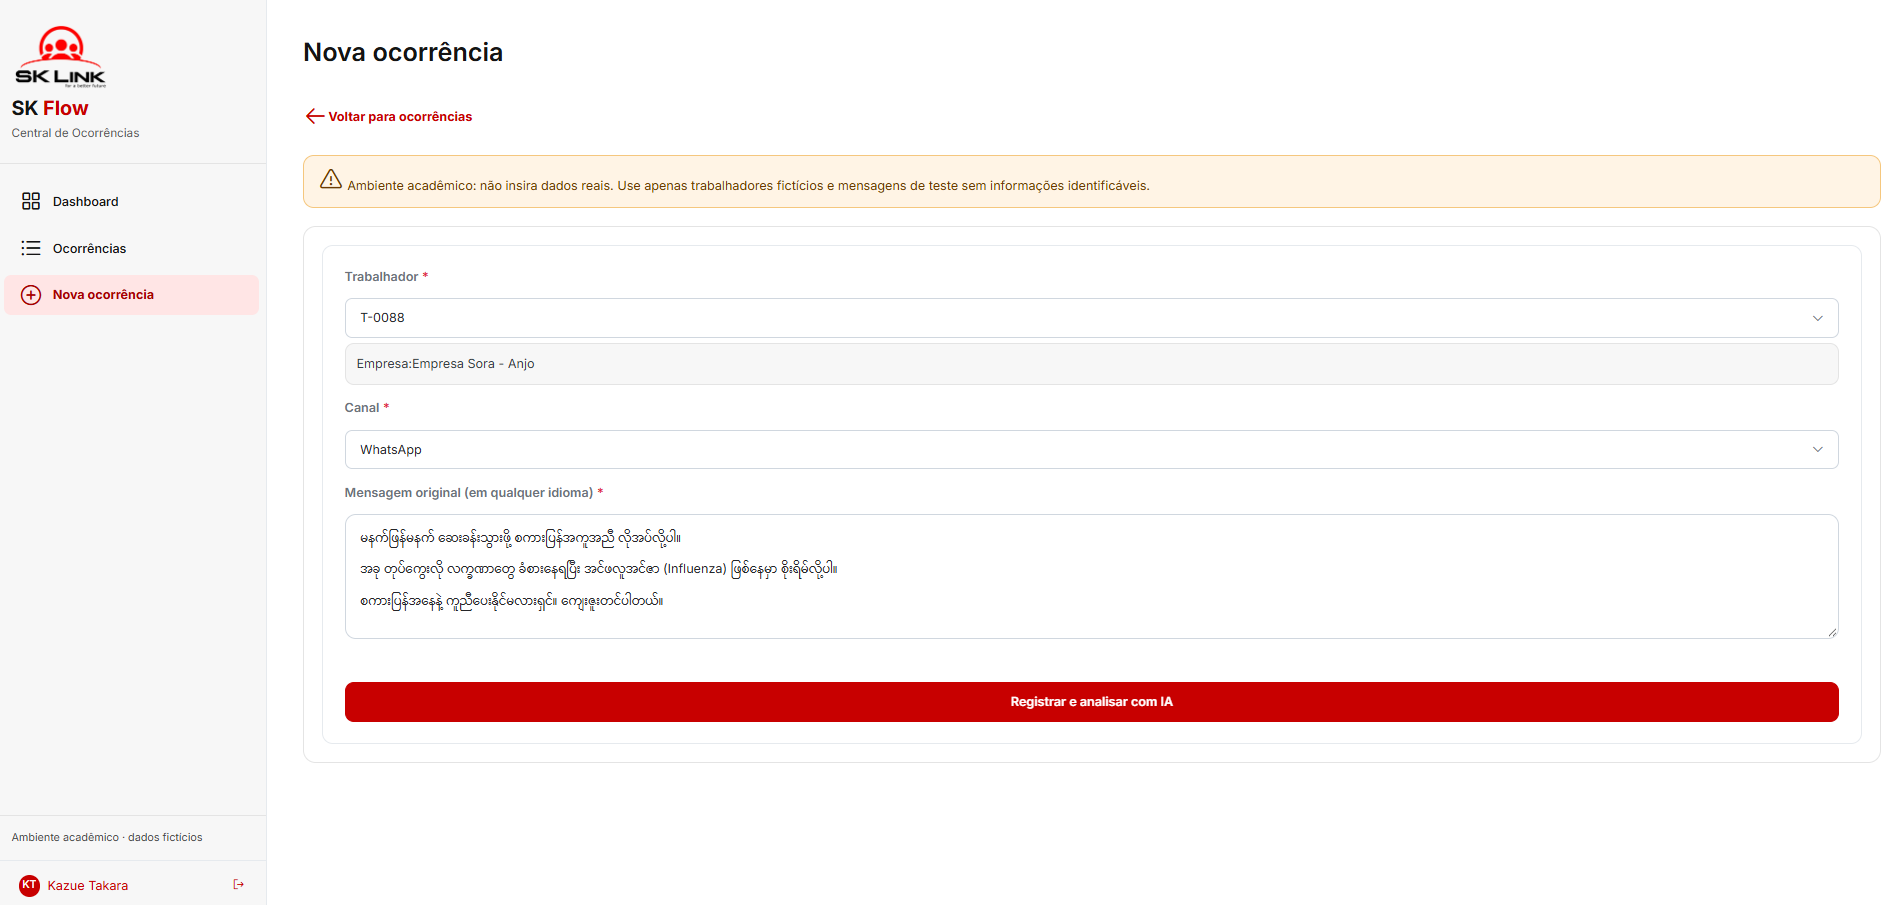 SK LINK
for a better future
SK Flow
Central de Ocorrências
Dashboard
Ocorrências
Nova ocorrência
Ambiente acadêmico · dados fictícios
KT
Kazue Takara
Nova ocorrência
Voltar para ocorrências
Ambiente acadêmico: não insira dados reais. Use apenas trabalhadores fictícios e mensagens de teste sem informações identificáveis.
Trabalhador *
T-0088
Empresa:Empresa Sora - Anjo
Canal *
WhatsApp
Mensagem original (em qualquer idioma) *
မနက်ဖြန်မနက် ဆေးခန်းသွားဖို့ စကားပြန်အကူအညီ လိုအပ်လို့ပါ။
အခု တုပ်ကွေးလို လက္ခဏာတွေ ခံစားနေရပြီး အင်ဖလူအင်ဇာ (Influenza) ဖြစ်နေမှာ စိုးရိမ်လို့ပါ။
စကားပြန်အနေနဲ့ ကူညီပေးနိုင်မလားရှင်။ ကျေးဇူးတင်ပါတယ်။
Registrar e analisar com IA